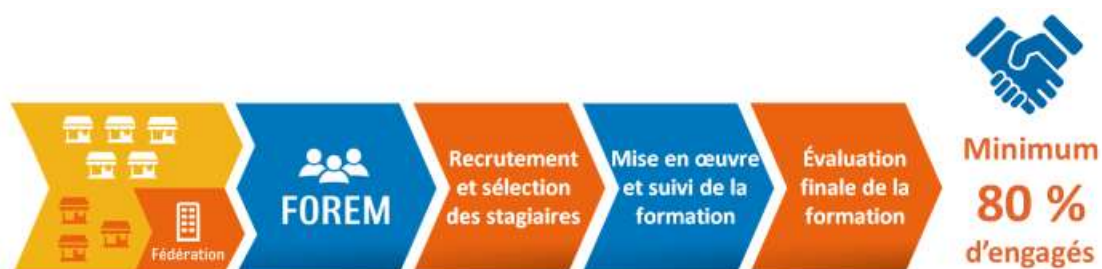 Fédération
FOREM
Recrutement
et sélection
des stagiaires
Mise en œuvre
et suivi de la
formation
Évaluation
finale de la
formation
Minimum
80 %
d'engagés